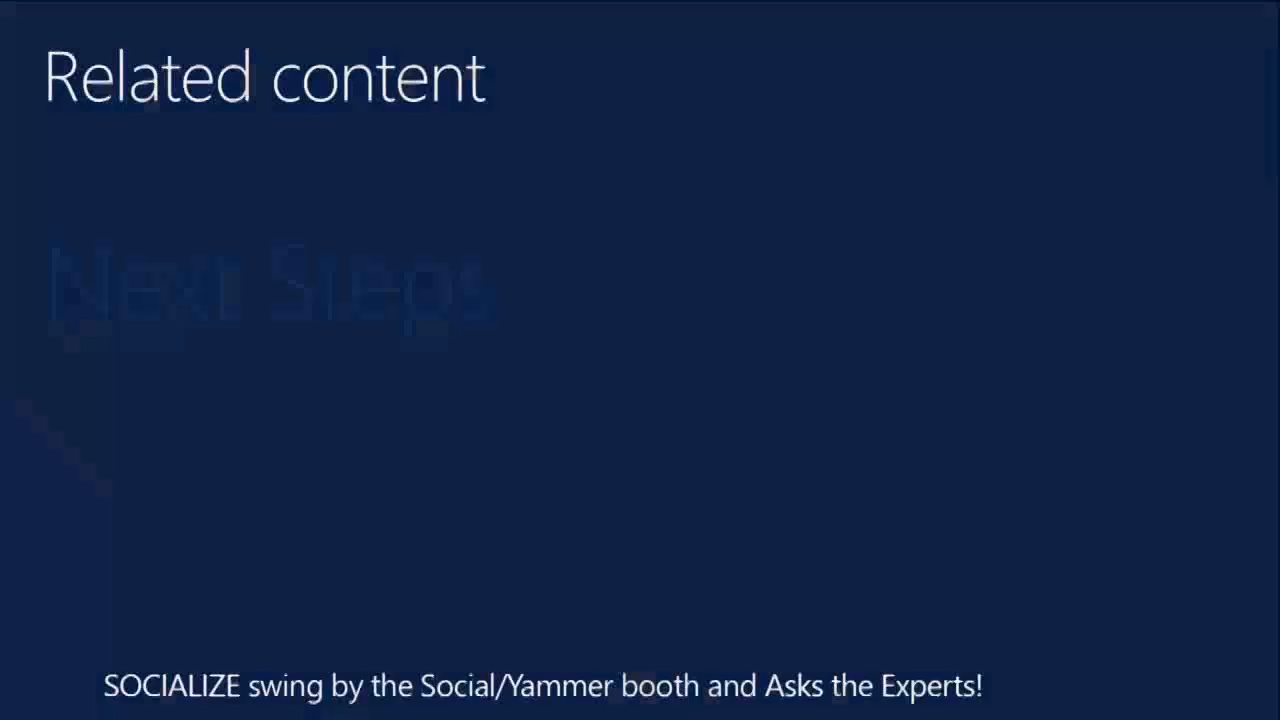 Related content
Next Steps
SOCIALIZE swing by the Social/Yammer booth and Asks the Experts!